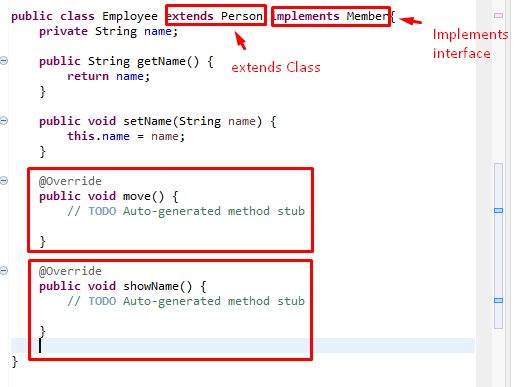 public class Employee extends Person implements Member{
private String name;
Implements
interface
extends Class
public String getName() {
return name;
}
public void setName(String name) {
this.name = name;
}
@Override
public void move() {
// TODO Auto-generated method stub
}
@Override
public void showName() {
// TODO Auto-generated method stub
}
}